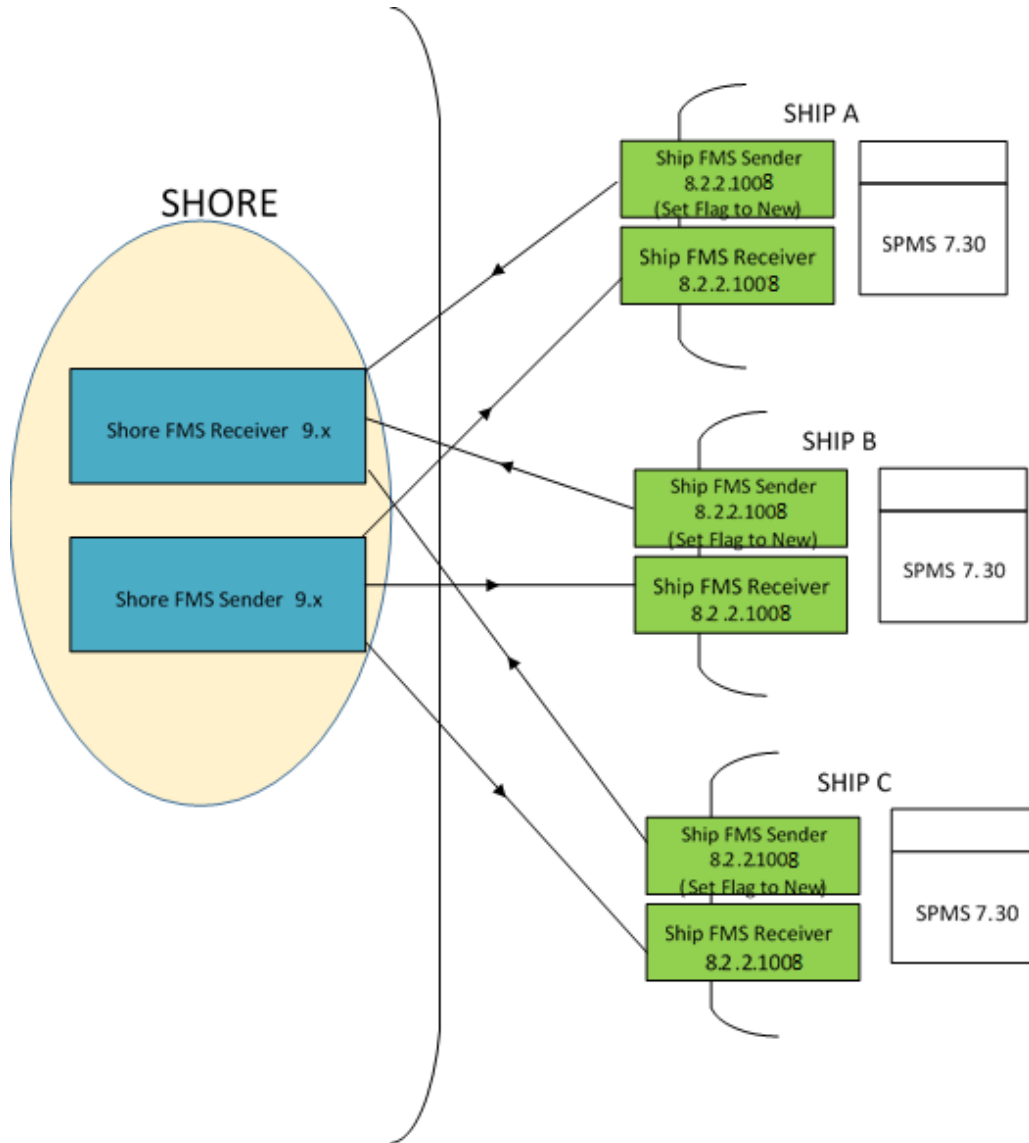 SHORE
Shore FMS Receiver 9.x
Shore FMS Sender 9.x
SHIP A
Ship FMS Sender
8.2.2.1008
(Set Flag to New)
Ship FMS Receiver
8.2.2.1008
SPMS 7.30
SHIP B
Ship FMS Sender
8.2.2.1008
(Set Flag to New)
Ship FMS Receiver
8.2.2.1008
SPMS 7.30
SHIP C
Ship FMS Sender
8.2.2.1008
(Set Flag to New)
Ship FMS Receiver
8.2.2.1008
SPMS 7.30